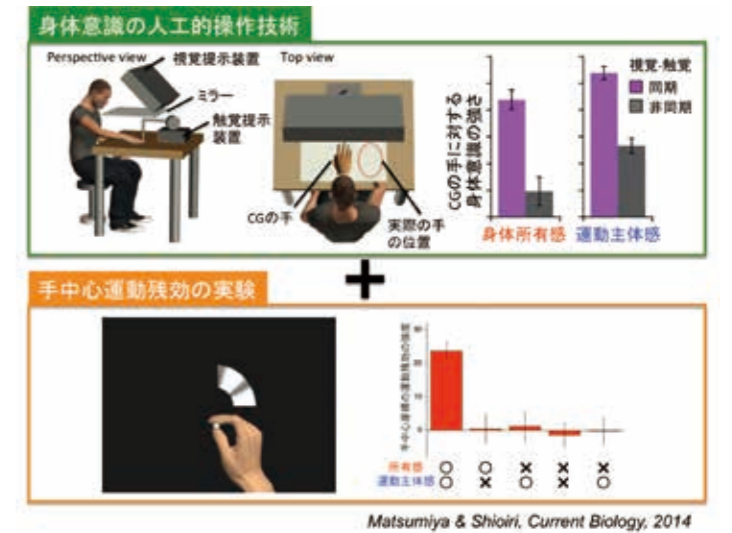 身体意識の人工的操作技術
Perspective view
視覚提示装置
ミラー
触覚提示
装置
Top view
CGの手
実際の手
の位置
CGの手に対する
身体意識の強さ
視覚-触覚
同期
非同期
身体所有感
運動主体感
+
手中心運動残効の実験
0
所有感 ○ ○ × × ×
運動主体感 ○ × ○ × ○
Matsumiya & Shioiri, Current Biology, 2014